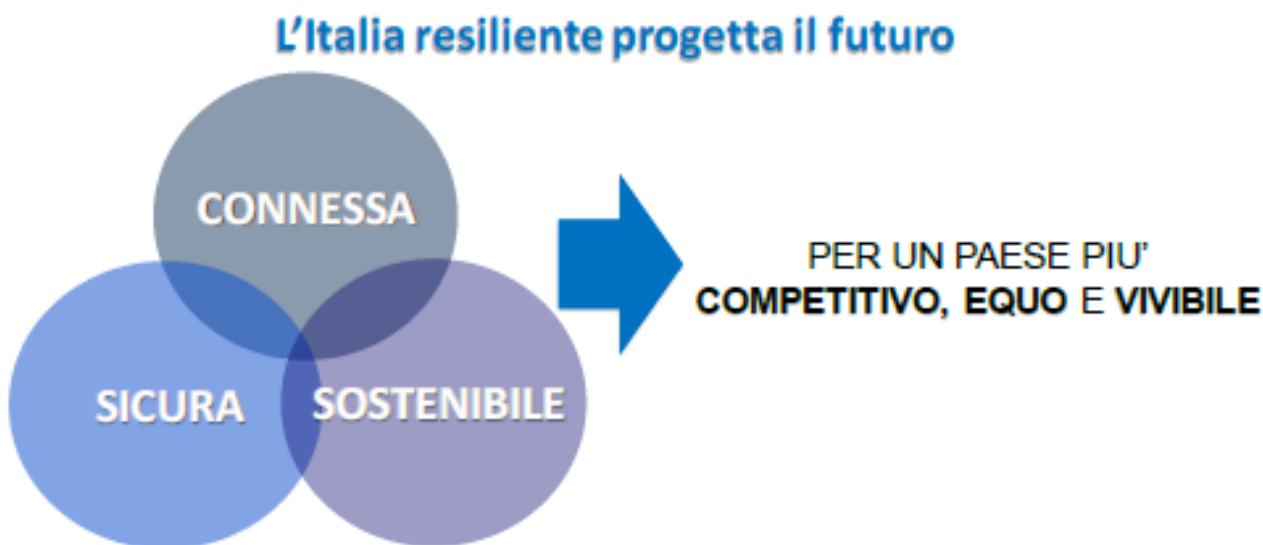 L'Italia resiliente progetta il futuro
CONNESSA
SICURA
SOSTENIBILE
PER UN PAESE PIU'
COMPETITIVO, EQUO E VIVIBILE